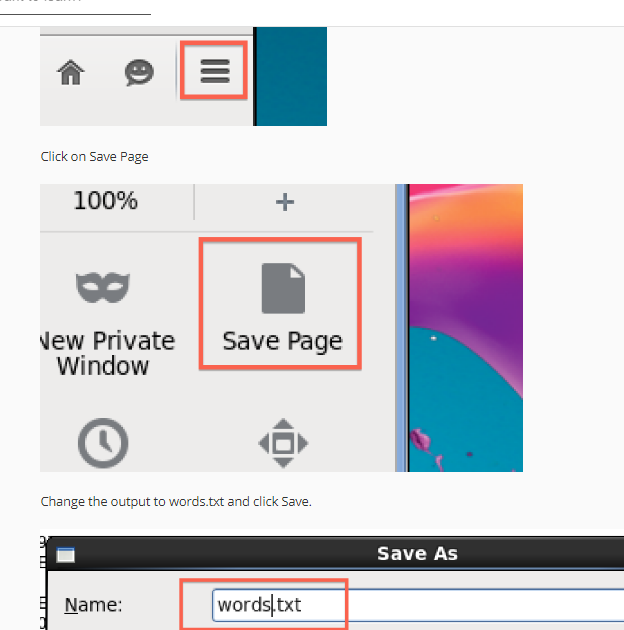 Click on Save Page
100%
New Private
Window
Save Page
Change the output to words.txt and click Save.
Save As
Name:
words.txt